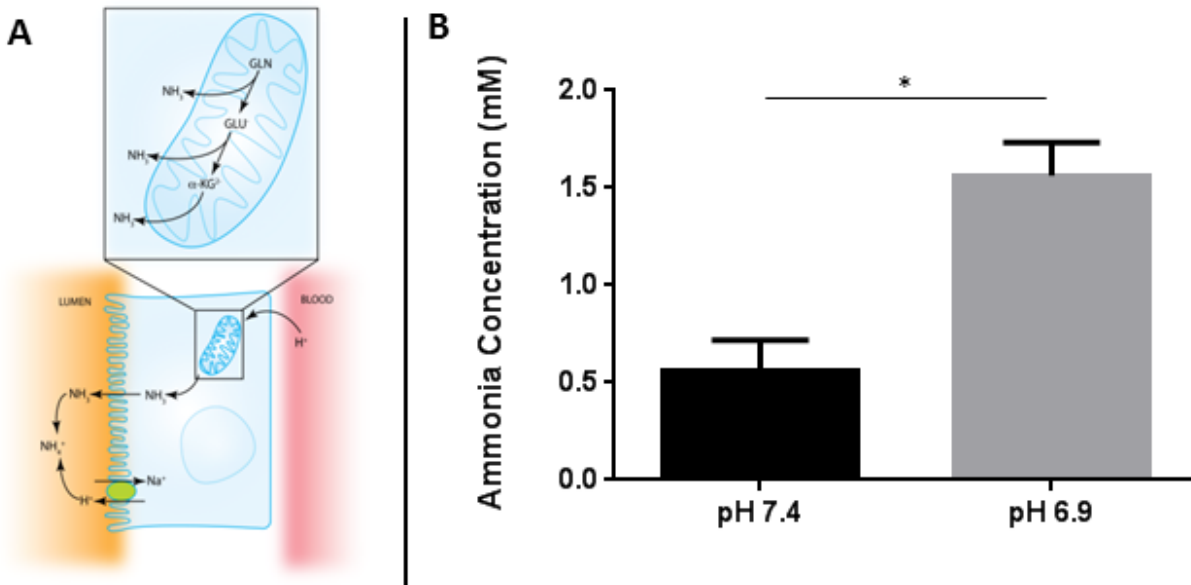 A
GLN
NH₃
GLU⁻
NH₃
α-KG²⁻
NH₃
LUMEN
BLOOD
H⁺
NH₃
NH₃
NH₄⁺
Na⁺
H⁺
B
Ammonia Concentration (mM)
2.0
*
1.5
1.0
0.5
0.0
pH 7.4
pH 6.9